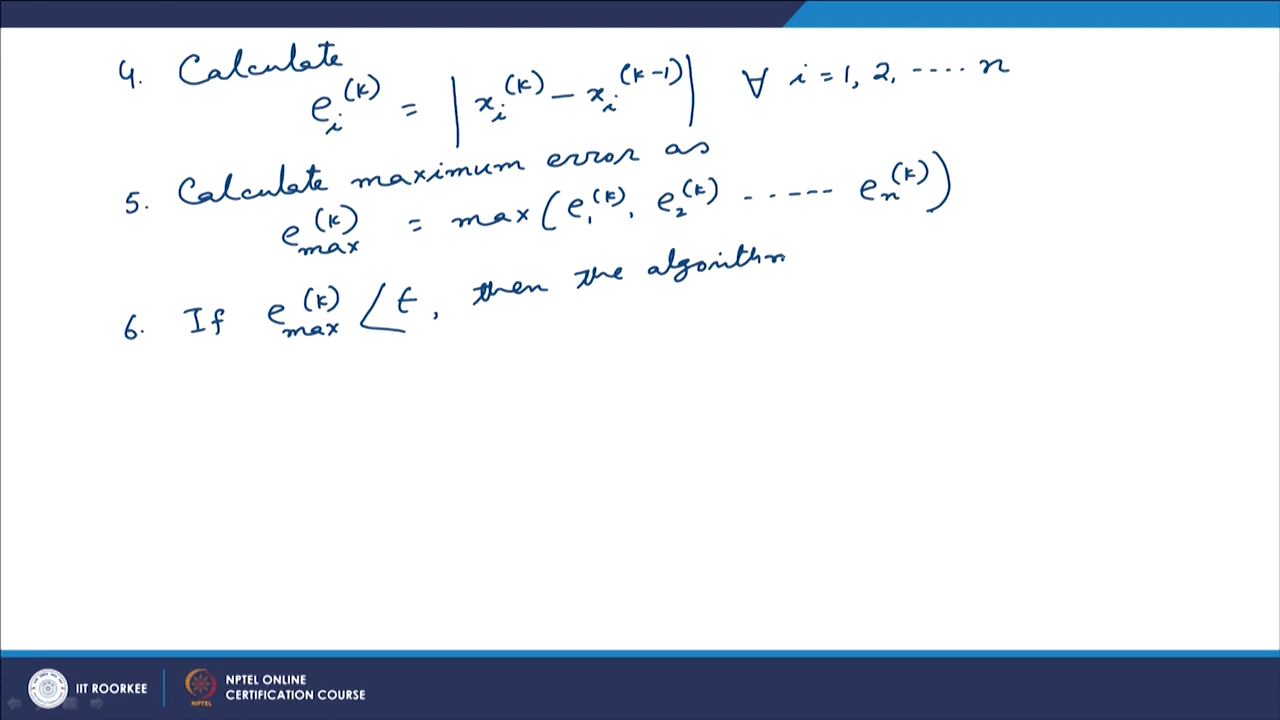 4. Calculate
e_i^(k) = | x_i^(k) - x_i^(k-1) | ∀ i = 1, 2, ..... n
5. Calculate maximum error as
e_max^(k) = max ( e_1^(k), e_2^(k) ------ e_n^(k) )
6. If e_max^(k) < ϵ, then the algorithm
IIT ROORKEE
NPTEL ONLINE
CERTIFICATION COURSE
NPTEL